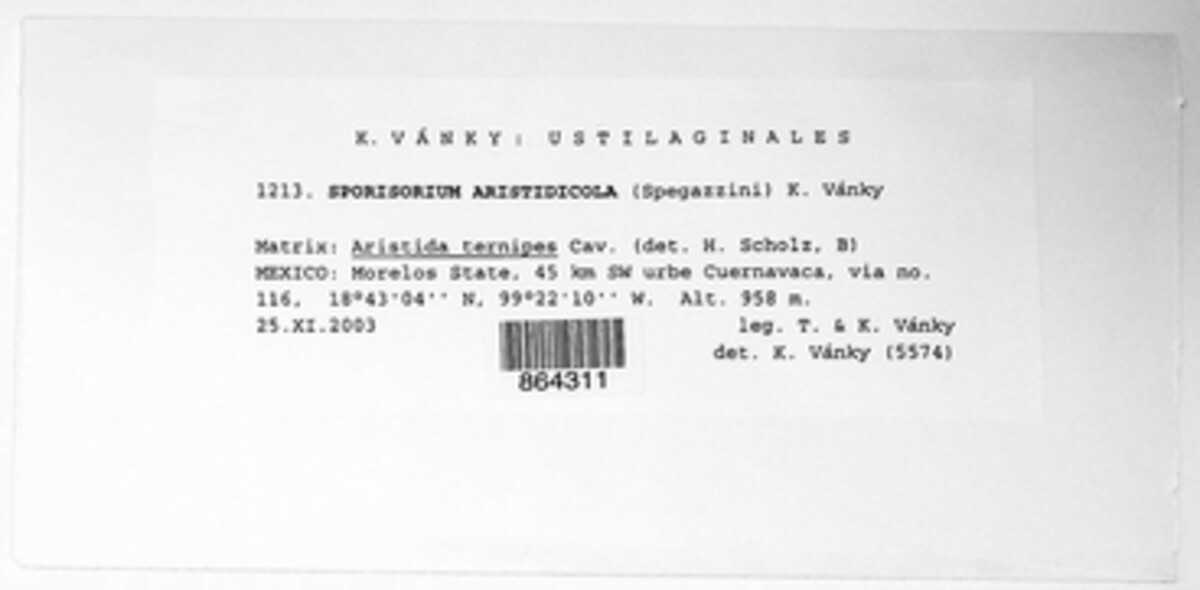 K. VÁNKY: USTILAGINALES
1213. SPORISORIUM ARISTIDICOLA (Spegazzini) K. Vánky
Matrix: Aristida ternipes Cav. (det. H. Scholz, B)
MEXICO: Morelos State, 45 km SW urbe Cuernavaca, via no.
116, 18°43'04'' N, 99°22'10'' W. Alt. 958 m.
25.XI.2003 leg. T. & K. Vánky
det. K. Vánky (5574)
864311